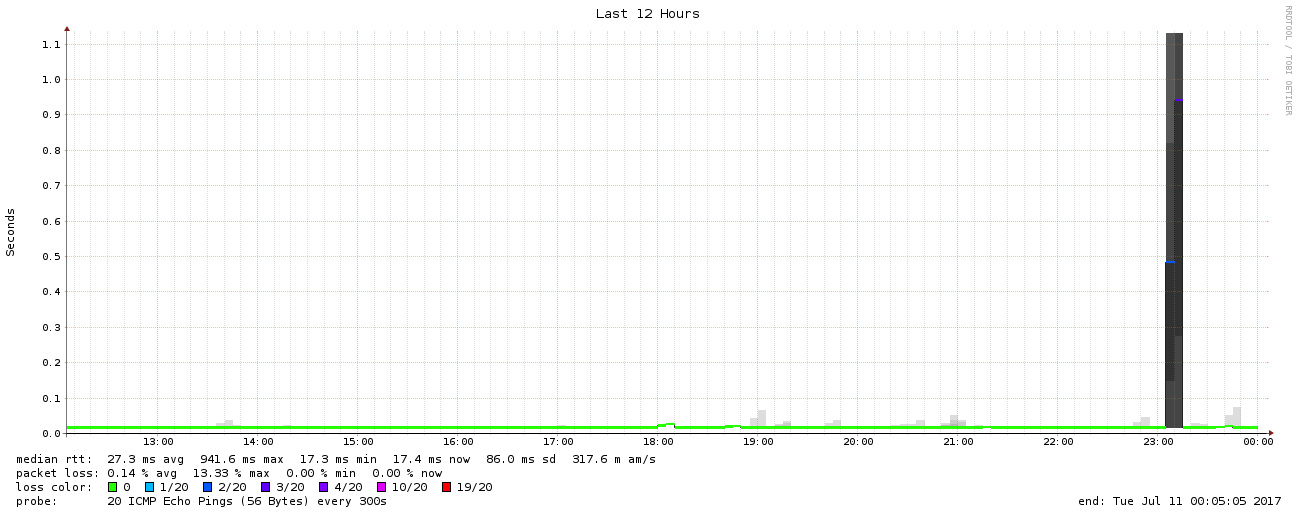 Last 12 Hours
RRDTOOL / TOBI OETIKER
Seconds
1.1
1.0
0.9
0.8
0.7
0.6
0.5
0.4
0.3
0.2
0.1
0.0
13:00 14:00 15:00 16:00 17:00 18:00 19:00 20:00 21:00 22:00 23:00 00:00
median rtt: 27.3 ms avg 941.6 ms max 17.3 ms min 17.4 ms now 86.0 ms sd 317.6 m am/s
packet loss: 0.14 % avg 13.33 % max 0.00 % min 0.00 % now
loss color: 0 1/20 2/20 3/20 4/20 10/20 19/20
probe: 20 ICMP Echo Pings (56 Bytes) every 300s end: Tue Jul 11 00:05:05 2017